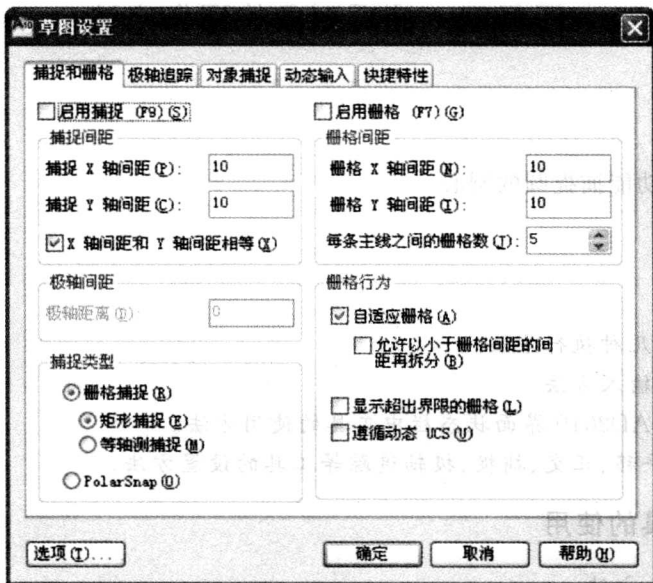 草图设置
捕捉和栅格 极轴追踪 对象捕捉 动态输入 快捷特性
启用捕捉 (F9)(S)
启用栅格 (F7)(G)
捕捉间距
捕捉 X 轴间距(P): 10
捕捉 Y 轴间距(C): 10
X 轴间距和 Y 轴间距相等(X)
栅格间距
栅格 X 轴间距(N): 10
栅格 Y 轴间距(I): 10
每条主线之间的栅格数(J): 5
极轴间距
极轴距离(D): 0
栅格行为
自适应栅格(A)
允许以小于栅格间距的间
距再拆分(B)
显示超出界限的栅格(L)
遵循动态 UCS(U)
捕捉类型
栅格捕捉(R)
矩形捕捉(E)
等轴测捕捉(M)
PolarSnap(O)
选项(T)... 确定 取消 帮助(H)
的使用